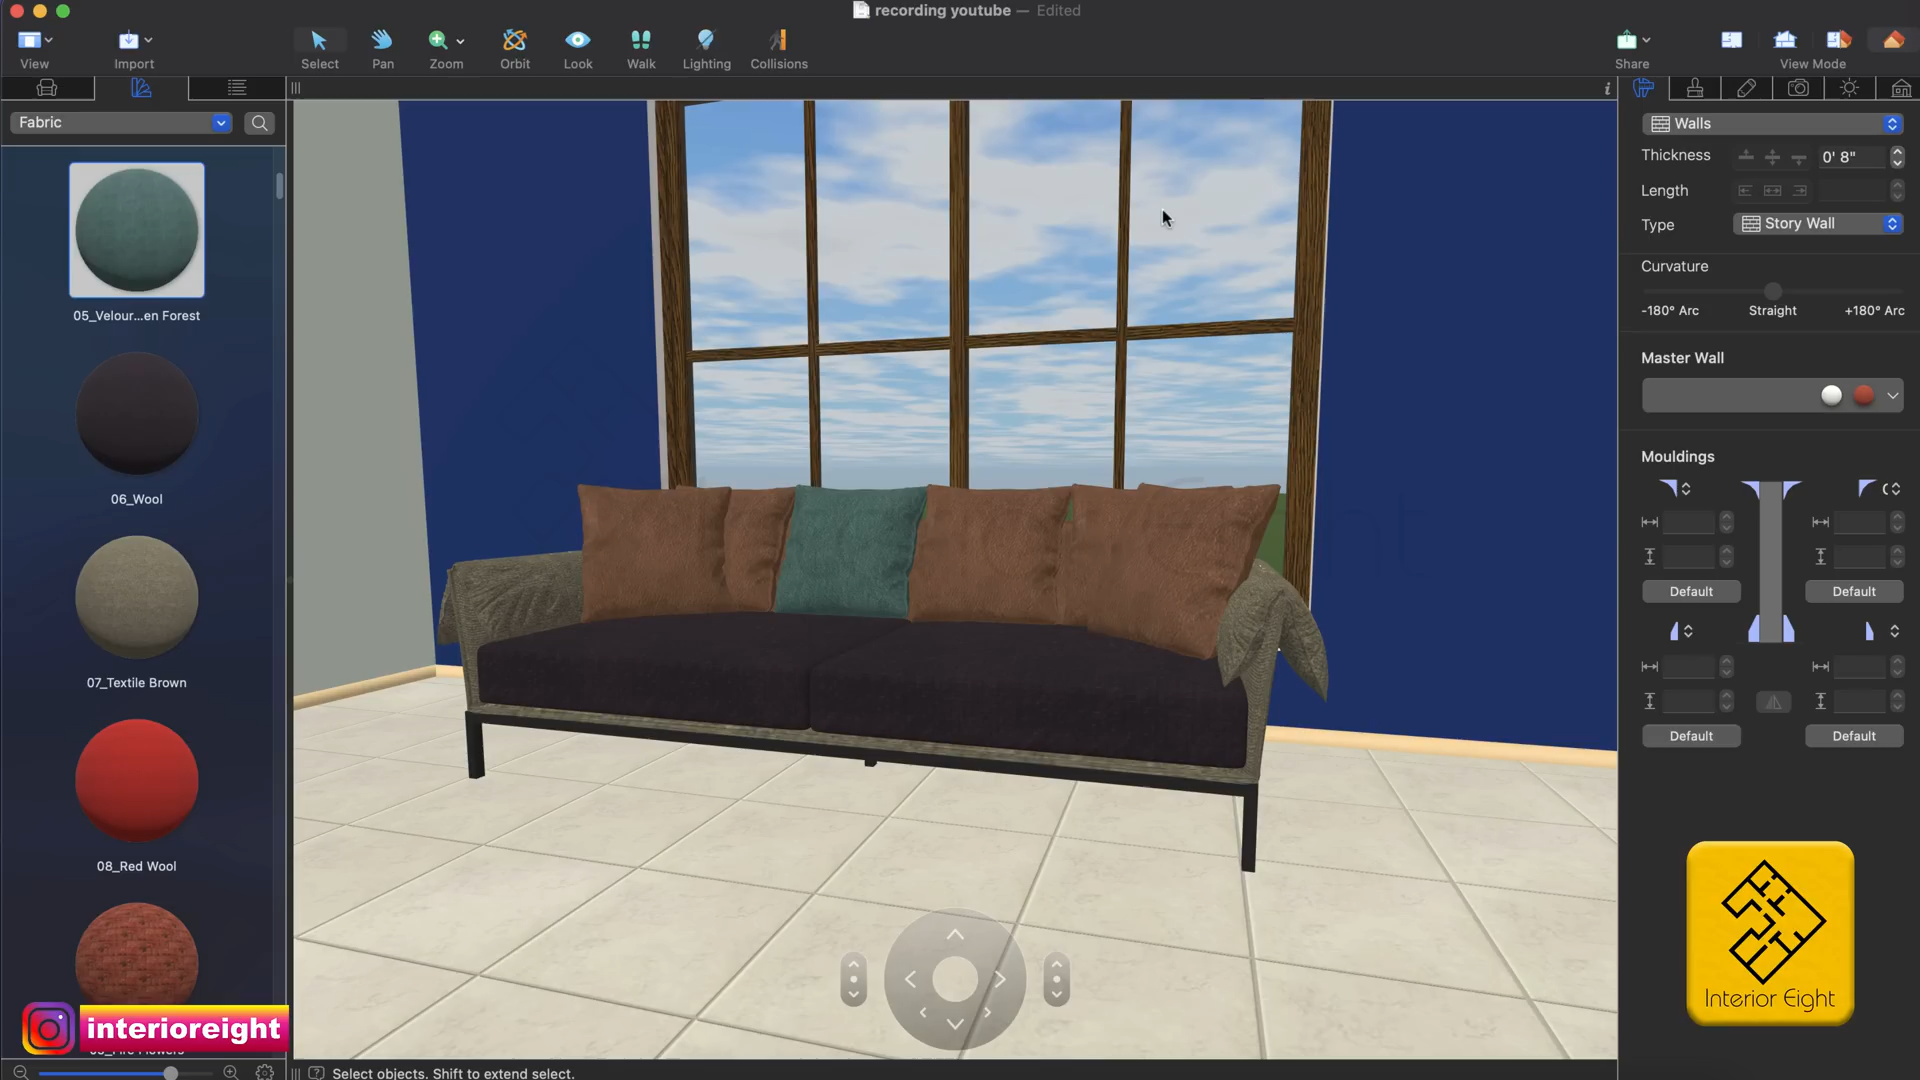 recording youtube — Edited
View
Import
Select
Pan
Zoom
Orbit
Look
Walk
Lighting
Collisions
Share
View Mode
Fabric
05_Velour...en Forest
06_Wool
07_Textile Brown
08_Red Wool
interioreight
Walls
Thickness
0' 8"
Length
Type
Story Wall
Curvature
-180° Arc
Straight
+180° Arc
Master Wall
Mouldings
Default
Default
Default
Default
Interior Eight
Select objects. Shift to extend select.